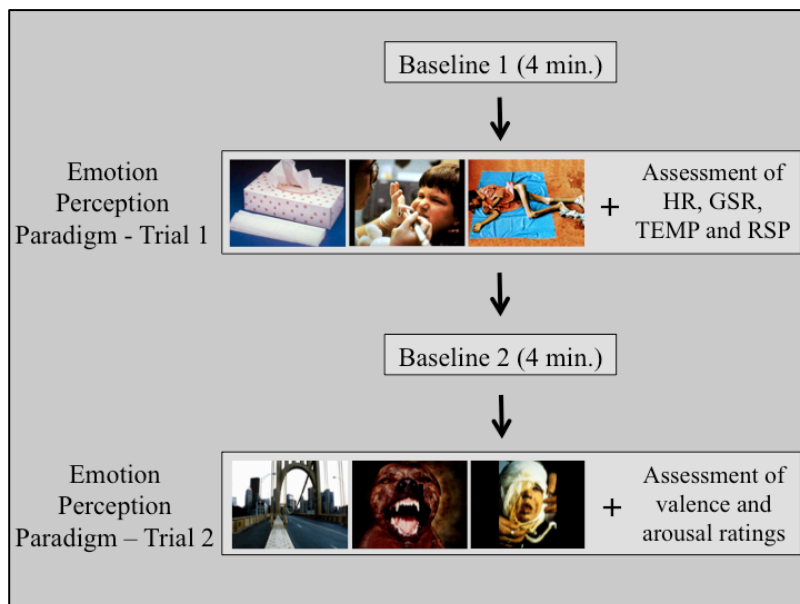 Baseline 1 (4 min.)
Emotion
Perception
Paradigm - Trial 1
+
Assessment of
HR, GSR,
TEMP and RSP
Baseline 2 (4 min.)
Emotion
Perception
Paradigm – Trial 2
+
Assessment of
valence and
arousal ratings